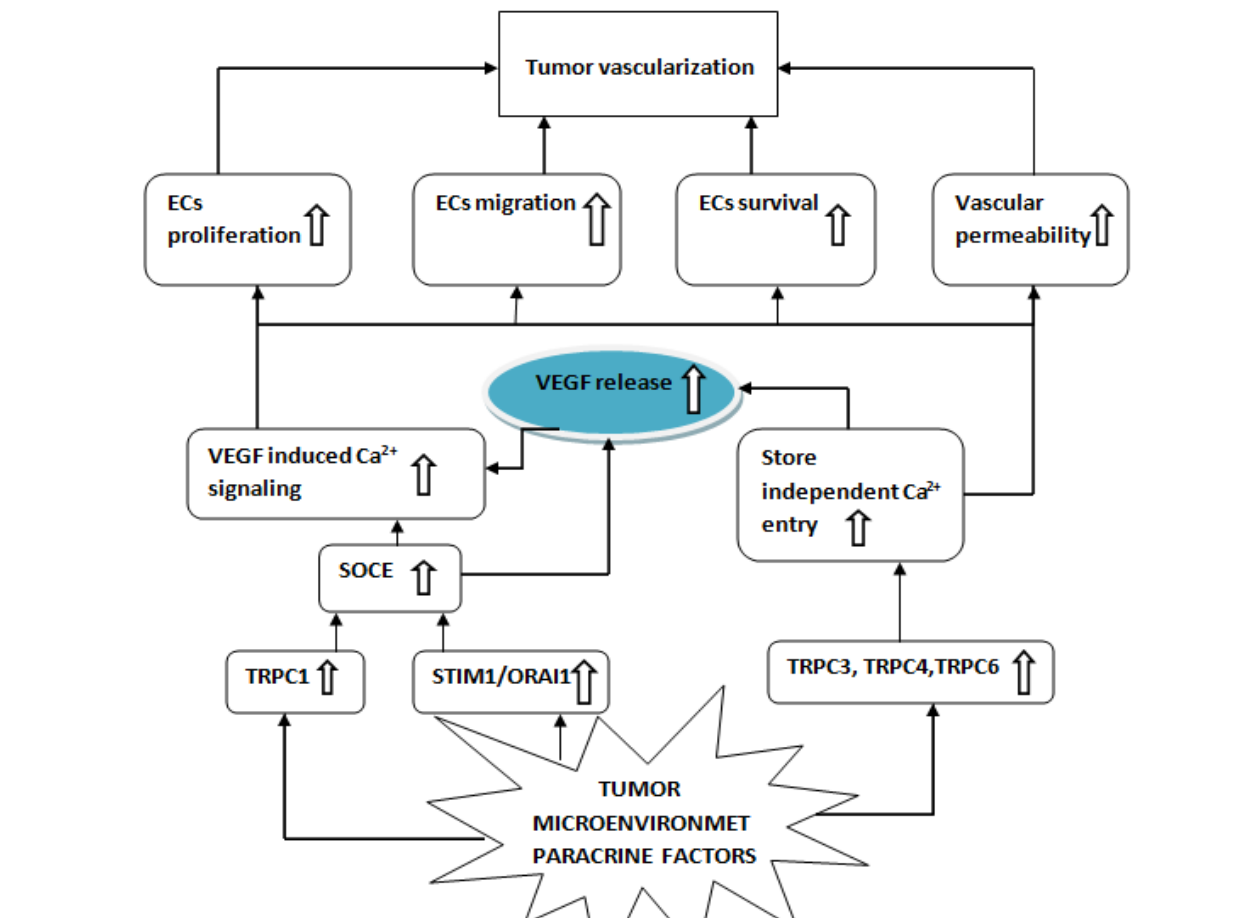 Tumor vascularization
ECs
proliferation
ECs migration
ECs survival
Vascular
permeability
VEGF release
VEGF induced Ca²⁺
signaling
Store
independent Ca²⁺
entry
SOCE
TRPC1
STIM1/ORAI1
TRPC3, TRPC4,TRPC6
TUMOR
MICROENVIRONMET
PARACRINE FACTORS